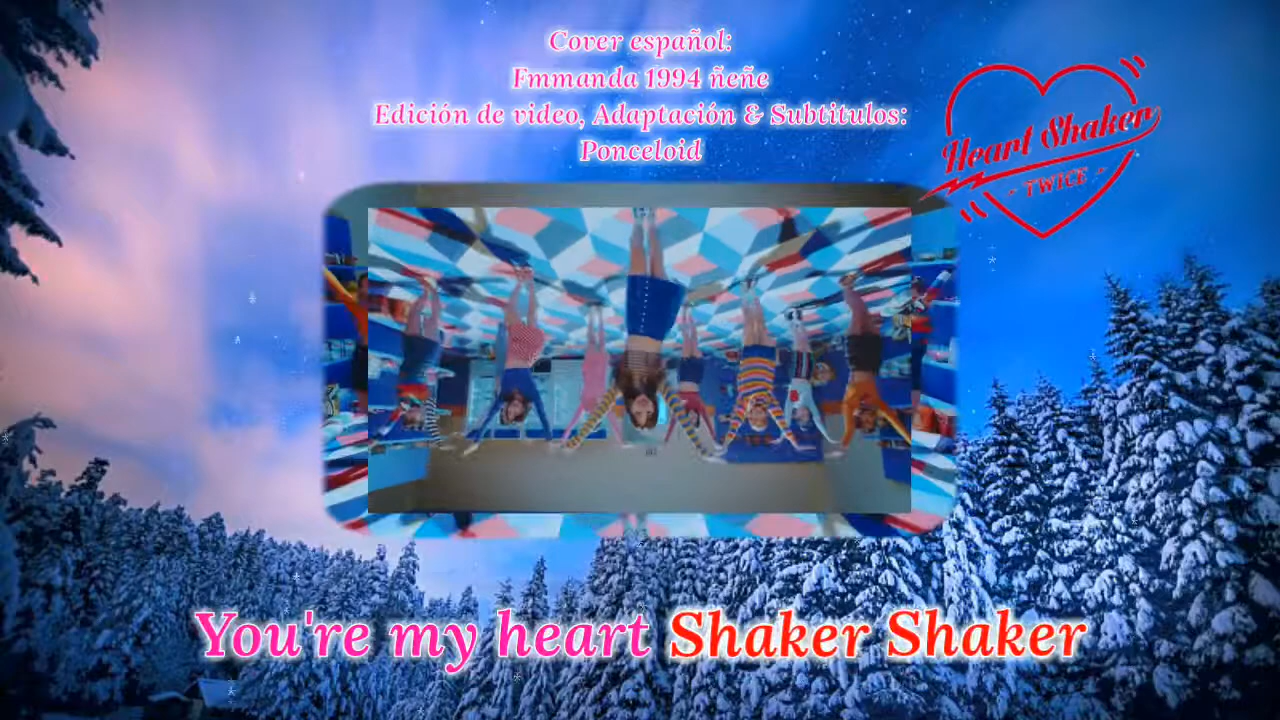 Cover español:
Fmmanda 1994 ñeñe
Edición de video, Adaptación & Subtitulos:
Ponceloid
Heart Shaker
- TWICE -
You're my heart Shaker Shaker